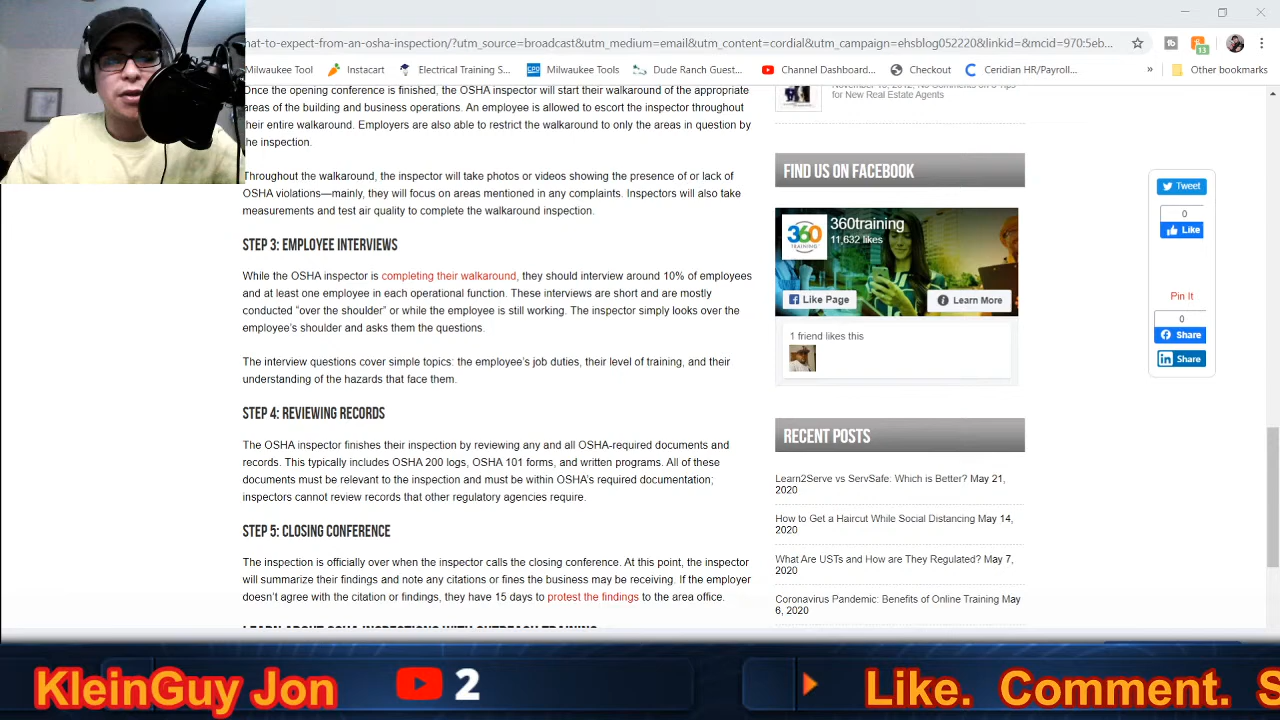 hat-to-expect-from-an-osha-inspection/?utm_source=broadcast&utm_medium=email&utm_content=cordial&utm_campaign=ehsblog052220&linkid=&mcid=970:5eb...
13
Milwaukee Tool
Instacart
Electrical Training S...
CPO
Milwaukee Tools
Dude Ranch Guest...
Channel Dashboard...
Checkout
Ceridian HR/Payroll...
»
Other bookmarks
Once the opening conference is finished, the OSHA inspector will start their walkaround of the appropriate
areas of the building and business operations. An employee is allowed to escort the inspector throughout
their entire walkaround. Employers are also able to restrict the walkaround to only the areas in question by
he inspection.
Throughout the walkaround, the inspector will take photos or videos showing the presence of or lack of
OSHA violations—mainly, they will focus on areas mentioned in any complaints. Inspectors will also take
measurements and test air quality to complete the walkaround inspection.
STEP 3: EMPLOYEE INTERVIEWS
While the OSHA inspector is completing their walkaround, they should interview around 10% of employees
and at least one employee in each operational function. These interviews are short and are mostly
conducted “over the shoulder” or while the employee is still working. The inspector simply looks over the
employee’s shoulder and asks them the questions.
The interview questions cover simple topics: the employee’s job duties, their level of training, and their
understanding of the hazards that face them.
STEP 4: REVIEWING RECORDS
The OSHA inspector finishes their inspection by reviewing any and all OSHA-required documents and
records. This typically includes OSHA 200 logs, OSHA 101 forms, and written programs. All of these
documents must be relevant to the inspection and must be within OSHA’s required documentation;
inspectors cannot review records that other regulatory agencies require.
STEP 5: CLOSING CONFERENCE
The inspection is officially over when the inspector calls the closing conference. At this point, the inspector
will summarize their findings and note any citations or fines the business may be receiving. If the employer
doesn’t agree with the citation or findings, they have 15 days to protest the findings to the area office.
LEARN ABOUT OSHA INSPECTIONS WITH OUTREACH TRAINING
for New Real Estate Agents
FIND US ON FACEBOOK
360
TRAINING
360training
11,632 likes
Like Page
Learn More
1 friend likes this
RECENT POSTS
Learn2Serve vs ServSafe: Which is Better? May 21,
2020
How to Get a Haircut While Social Distancing May 14,
2020
What Are USTs and How are They Regulated? May 7,
2020
Coronavirus Pandemic: Benefits of Online Training May
6, 2020
Tweet
0
Like
Pin It
0
Share
Share
KleinGuy Jon
2
Like. Comment. S